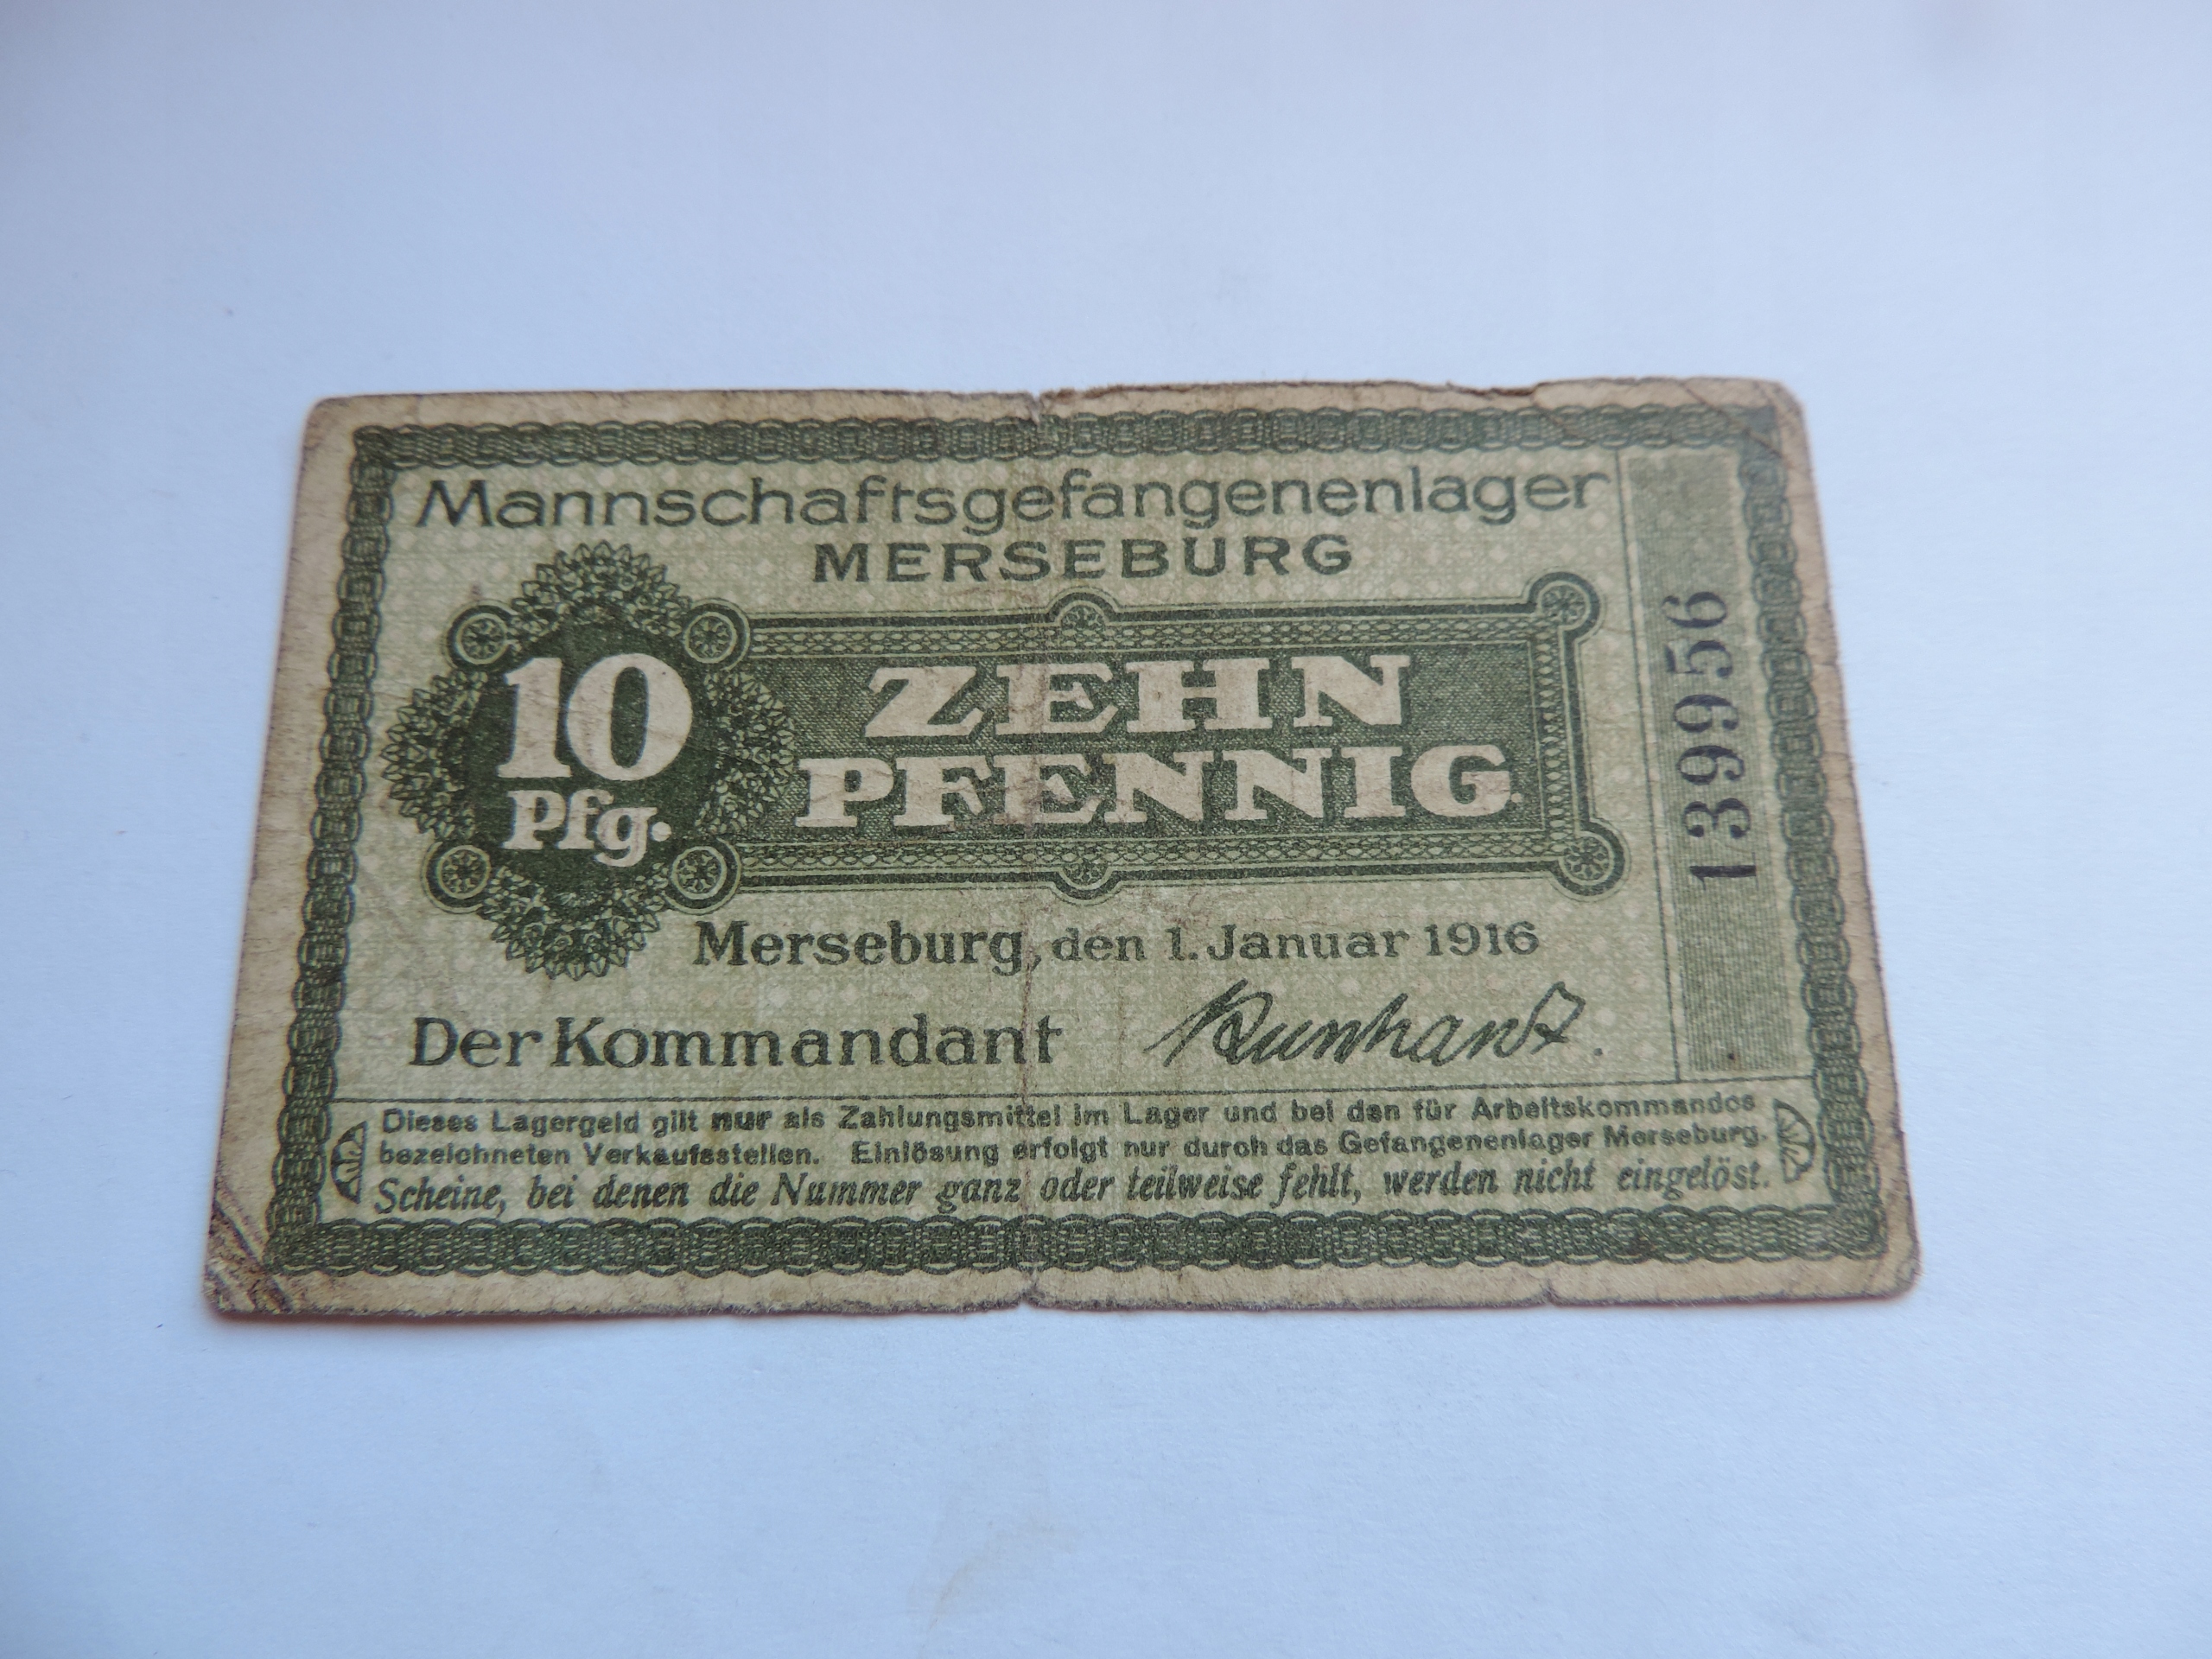 Mannschaftsgefangenenlager
MERSEBURG
10
Pfg.
ZEHN
PFENNIG
139956
Merseburg, den 1. Januar 1916
Der Kommandant
Dieses Lagergeld gilt nur als Zahlungsmittel im Lager und bei den für Arbeitskommandos
bezeichneten Verkaufsstellen. Einlösung erfolgt nur durch das Gefangenenlager Merseburg.
Scheine, bei denen die Nummer ganz oder teilweise fehlt, werden nicht eingelöst.